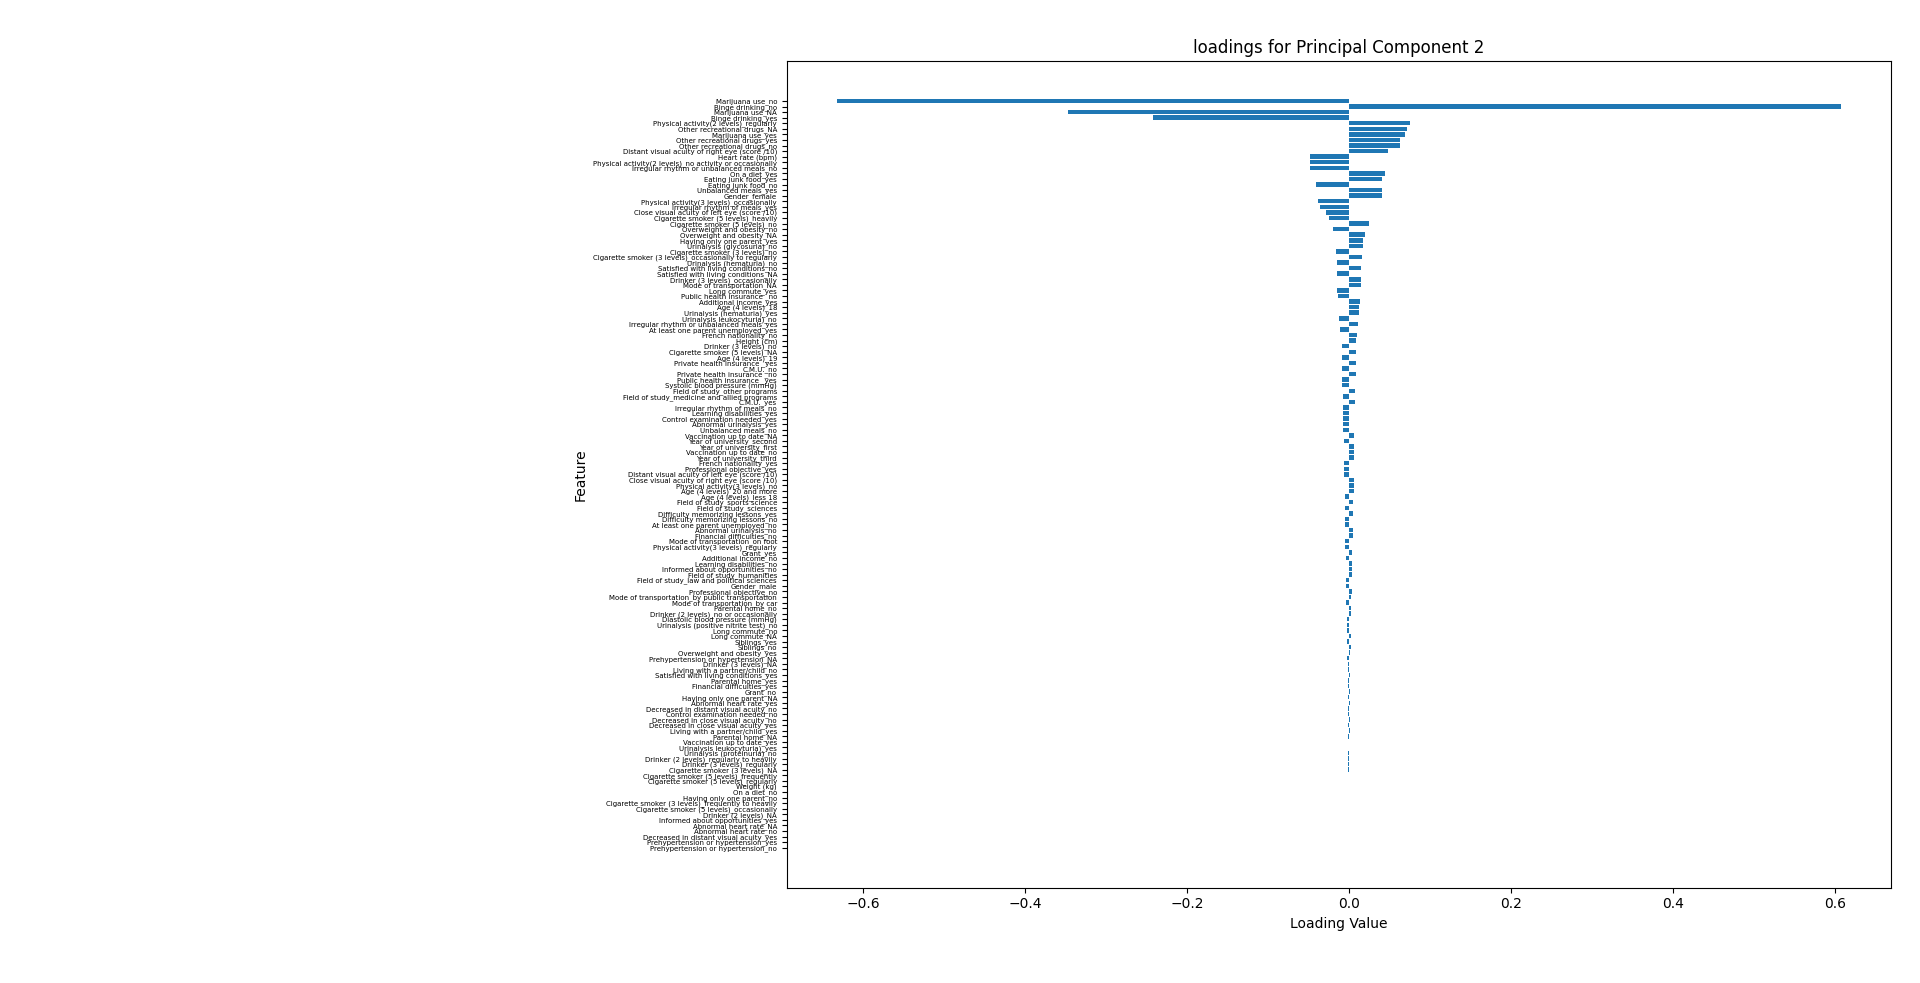 loadings for Principal Component 2
Feature
Marijuana use_no
Binge drinking_no
Marijuana use_NA
Binge drinking_yes
Physical activity(2 levels)_regularly
Other recreational drugs_NA
Marijuana use_yes
Other recreational drugs_yes
Other recreational drugs_no
Distant visual acuity of right eye (score /10)
Heart rate (bpm)
Physical activity(2 levels)_no activity or occasionally
Irregular rhythm or unbalanced meals_no
On a diet_yes
Eating junk food_yes
Eating junk food_no
Unbalanced meals_yes
Gender_female
Physical activity(3 levels)_occasionally
Irregular rhythm of meals_yes
Close visual acuity of left eye (score /10)
Cigarette smoker (5 levels)_heavily
Cigarette smoker (5 levels)_no
Overweight and obesity_no
Overweight and obesity_NA
Having only one parent_yes
Urinalysis (glycosuria)_no
Cigarette smoker (3 levels)_no
Cigarette smoker (3 levels)_occasionally to regularly
Urinalysis (hematuria)_no
Satisfied with living conditions_no
Satisfied with living conditions_NA
Drinker (3 levels)_occasionally
Mode of transportation_NA
Long commute_yes
Public health insurance _no
Additional income_yes
Age (4 levels)_18
Urinalysis (hematuria)_yes
Urinalysis leukocyturia)_no
Irregular rhythm or unbalanced meals_yes
At least one parent unemployed_yes
French nationality_no
Height (cm)
Drinker (3 levels)_no
Cigarette smoker (5 levels)_NA
Age (4 levels)_19
Private health insurance _yes
C.M.U._no
Private health insurance _no
Public health insurance _yes
Systolic blood pressure (mmHg)
Field of study_other programs
Field of study_medicine and allied programs
C.M.U._yes
Irregular rhythm of meals_no
Learning disabilities_yes
Control examination needed_yes
Abnormal urinalysis_yes
Unbalanced meals_no
Vaccination up to date_NA
Year of university_second
Year of university_first
Vaccination up to date_no
Year of university_third
French nationality_yes
Professional objective_yes
Distant visual acuity of left eye (score /10)
Close visual acuity of right eye (score /10)
Physical activity(3 levels)_no
Age (4 levels)_20 and more
Age (4 levels)_less 18
Field of study_sports science
Field of study_sciences
Difficulty memorizing lessons_yes
Difficulty memorizing lessons_no
At least one parent unemployed_no
Abnormal urinalysis_no
Financial difficulties_no
Mode of transportation_on foot
Physical activity(3 levels)_regularly
Grant_yes
Additional income_no
Learning disabilities_no
Informed about opportunities_no
Field of study_humanities
Field of study_law and political sciences
Gender_male
Professional objective_no
Mode of transportation_by public transportation
Mode of transportation_by car
Parental home_no
Drinker (2 levels)_no or occasionally
Diastolic blood pressure (mmHg)
Urinalysis (positive nitrite test)_no
Long commute_no
Long commute_NA
Siblings_yes
Siblings_no
Overweight and obesity_yes
Prehypertension or hypertension_NA
Drinker (3 levels)_NA
Living with a partner/child_no
Satisfied with living conditions_yes
Parental home_yes
Financial difficulties_yes
Grant_no
Having only one parent_NA
Abnormal heart rate_yes
Decreased in distant visual acuity_no
Control examination needed_no
Decreased in close visual acuity_no
Decreased in close visual acuity_yes
Living with a partner/child_yes
Parental home_NA
Vaccination up to date_yes
Urinalysis leukocyturia)_yes
Urinalysis (proteinuria)_no
Drinker (2 levels)_regularly to heavily
Drinker (3 levels)_regularly
Cigarette smoker (3 levels)_NA
Cigarette smoker (5 levels)_frequently
Cigarette smoker (5 levels)_regularly
Weight (kg)
On a diet_no
Having only one parent_no
Cigarette smoker (3 levels)_frequently to heavily
Cigarette smoker (5 levels)_occasionally
Drinker (2 levels)_NA
Informed about opportunities_yes
Abnormal heart rate_NA
Abnormal heart rate_no
Decreased in distant visual acuity_yes
Prehypertension or hypertension_yes
Prehypertension or hypertension_no
−0.6 −0.4 −0.2 0.0 0.2 0.4 0.6
Loading Value